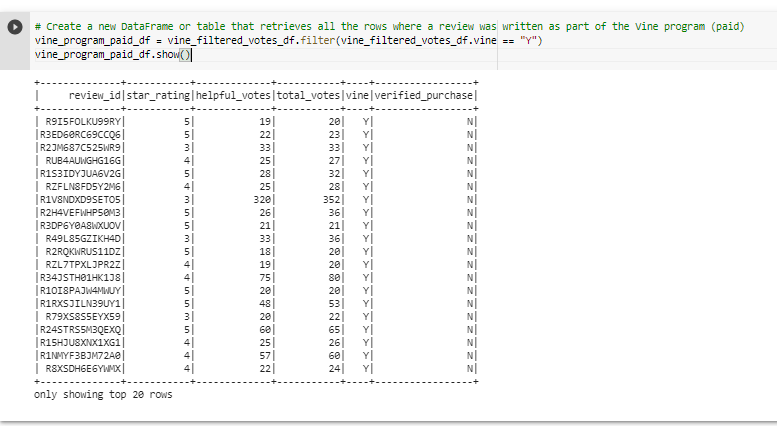 # Create a new DataFrame or table that retrieves all the rows where a review was written as part of the Vine program (paid)
vine_program_paid_df = vine_filtered_votes_df.filter(vine_filtered_votes_df.vine == "Y")
vine_program_paid_df.show()
+--------------+-----------+-------------+-----------+----+-----------------+
|     review_id|star_rating|helpful_votes|total_votes|vine|verified_purchase|
+--------------+-----------+-------------+-----------+----+-----------------+
| R9I5FOLKU99RY|          5|           19|         20|   Y|                N|
|R3ED60RC69CCQ6|          5|           22|         23|   Y|                N|
|R2JM687C525WR9|          3|           33|         33|   Y|                N|
| RUB4AUWGHG16G|          4|           25|         27|   Y|                N|
|R1S3IDYJUA6V2G|          5|           28|         32|   Y|                N|
| RZFLN8FD5Y2M6|          4|           25|         28|   Y|                N|
|R1V8NDXD9SETO5|          3|          320|        352|   Y|                N|
|R2H4VEFWHP50M3|          5|           26|         36|   Y|                N|
|R3DP6Y0A8WXUOV|          5|           21|         21|   Y|                N|
| R49L85GZIKH4D|          3|           33|         36|   Y|                N|
|R2RQKWRUS11DZ|          5|           18|         20|   Y|                N|
| RZL7TPXLJPR2Z|          4|           19|         20|   Y|                N|
|R34JSTH01HK1J8|          4|           75|         80|   Y|                N|
|R1OI8PAJW4MWUY|          5|           20|         20|   Y|                N|
|R1RXSJILN39UY1|          5|           48|         53|   Y|                N|
| R79XS8S5EYX59|          3|           20|         22|   Y|                N|
|R24STRS5M3QEXQ|          5|           60|         65|   Y|                N|
|R15HJU8XNX1XG1|          4|           25|         26|   Y|                N|
|R1NMYF3BJM72A0|          4|           57|         60|   Y|                N|
| R8XSDH6E6YWMX|          4|           22|         24|   Y|                N|
+--------------+-----------+-------------+-----------+----+-----------------+
only showing top 20 rows